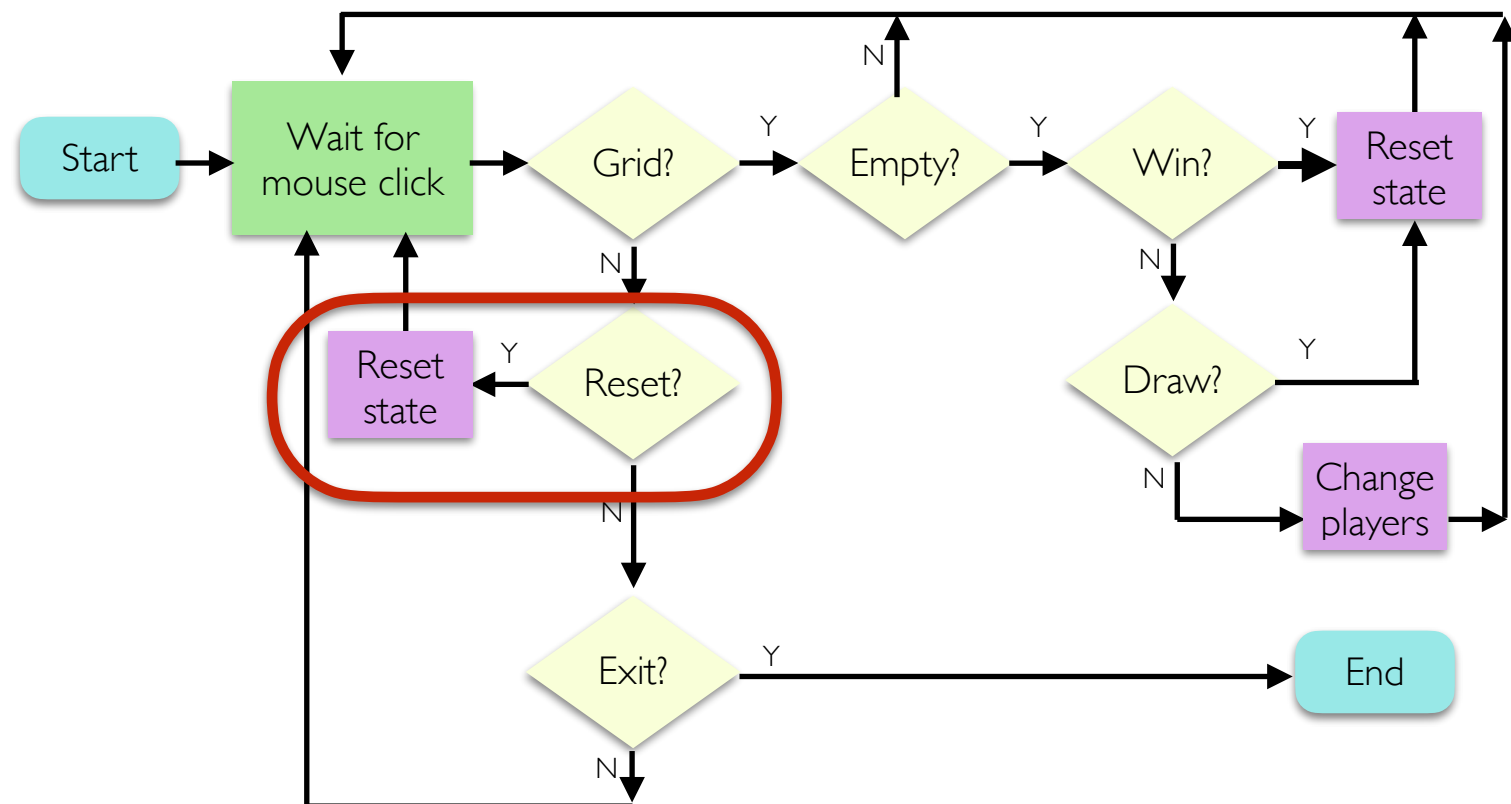 N
Start
Wait for
mouse click
Grid?
Y
Empty?
Y
Win?
Y
Reset
state
N
N
Reset
state
Y
Reset?
Draw?
Y
N
N
Change
players
Exit?
Y
End
N